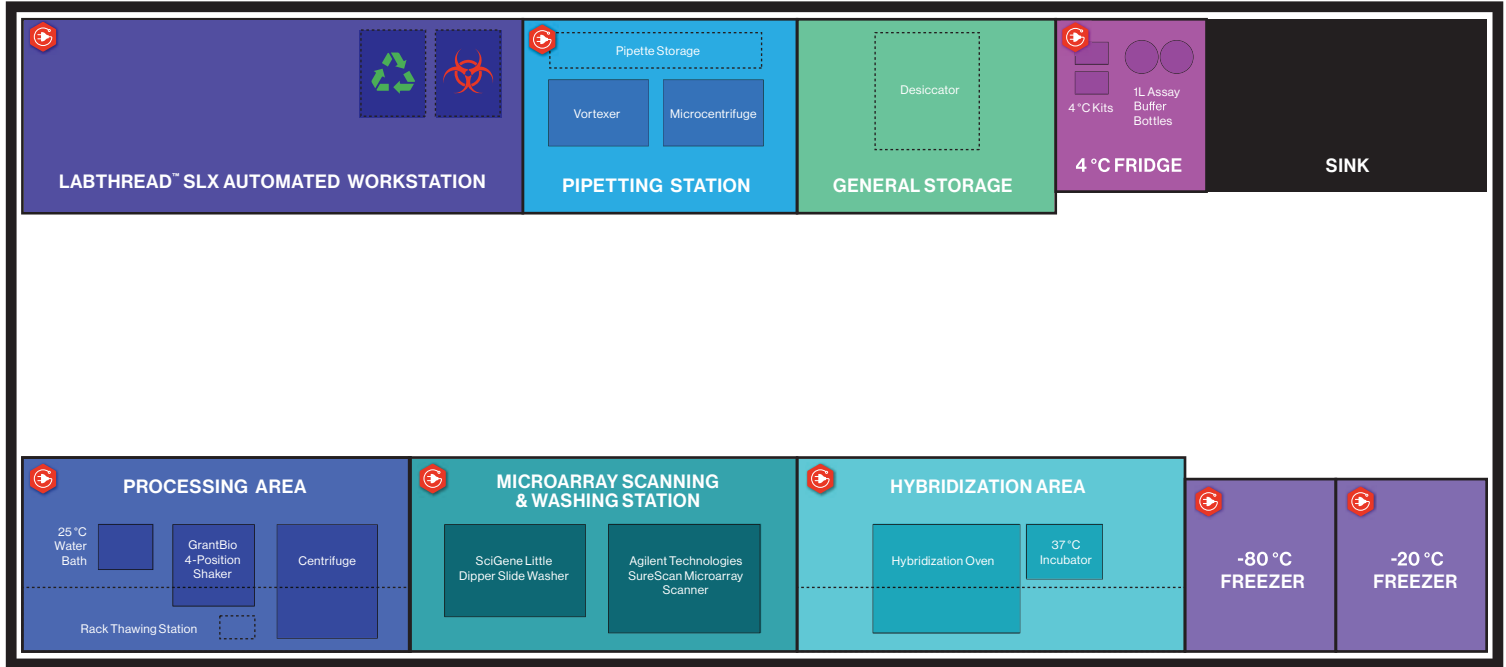 Pipette Storage
Vortexer
Microcentrifuge
Desiccator
4 °C Kits
1L Assay
Buffer
Bottles
LABTHREAD™ SLX AUTOMATED WORKSTATION
PIPETTING STATION
GENERAL STORAGE
4 °C FRIDGE
SINK
PROCESSING AREA
25 °C
Water
Bath
GrantBio
4-Position
Shaker
Centrifuge
Rack Thawing Station
MICROARRAY SCANNING
& WASHING STATION
SciGene Little
Dipper Slide Washer
Agilent Technologies
SureScan Microarray
Scanner
HYBRIDIZATION AREA
Hybridization Oven
37 °C
Incubator
-80 °C
FREEZER
-20 °C
FREEZER